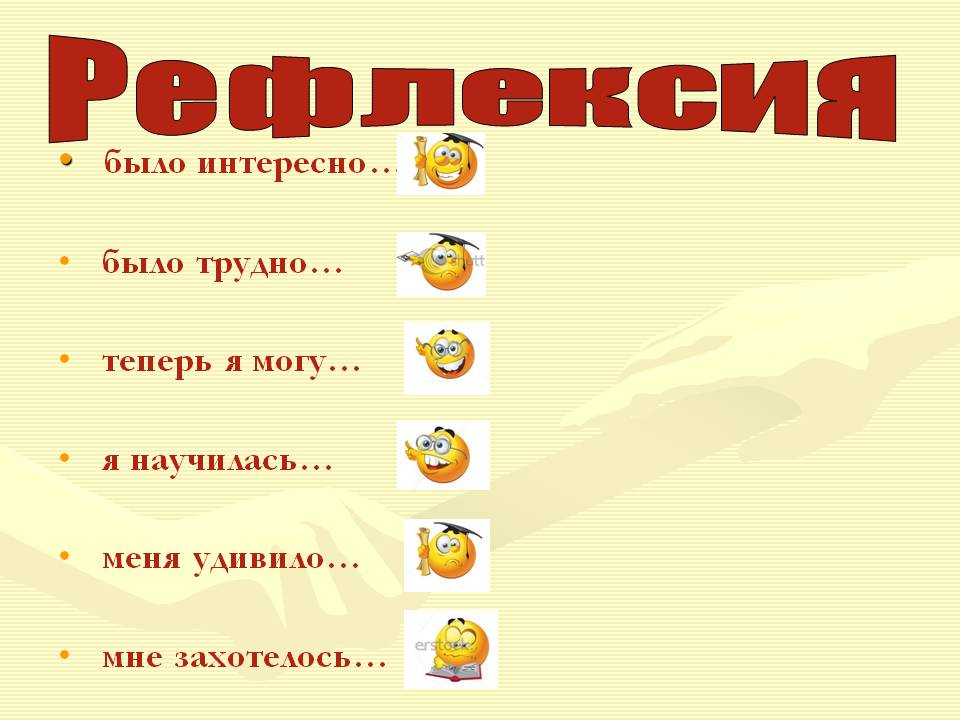 Рефлексия
• было интересно…
• было трудно…
• теперь я могу…
• я научилась…
• меня удивило…
• мне захотелось…